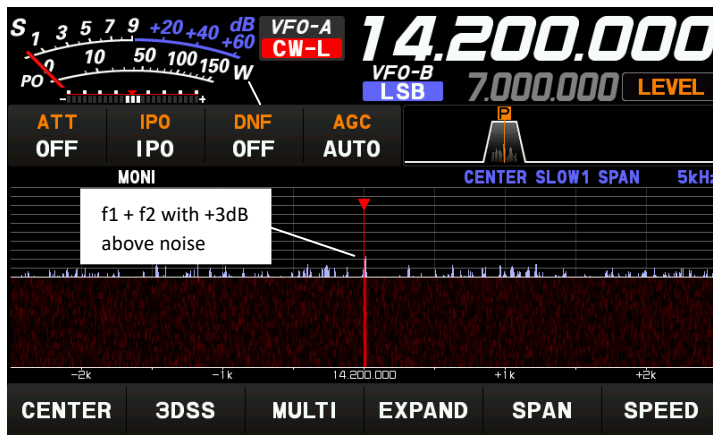 S 1 3 5 7 9 +20 +40 +60 dB
PO 0 10 50 100 150 W
- +
VFO-A
CW-L
14.200.000
VFO-B
LSB
7.000.000
LEVEL
ATT IPO DNF AGC
OFF IPO OFF AUTO
P
MONI
CENTER SLOW1 SPAN 5kHz
f1 + f2 with +3dB
above noise
-2k -1k 14.200.000 +1k +2k
CENTER 3DSS MULTI EXPAND SPAN SPEED